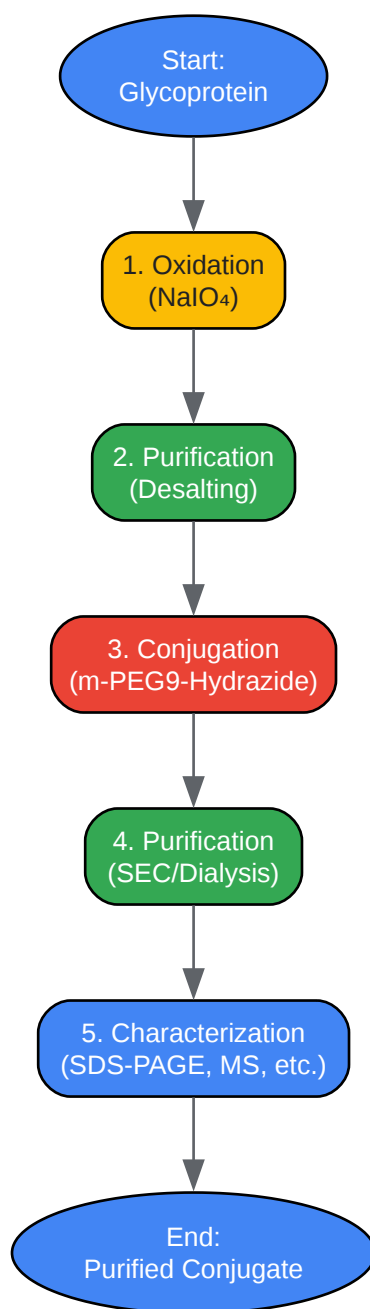 Start:
Glycoprotein
1. Oxidation
(NaIO₄)
2. Purification
(Desalting)
3. Conjugation
(m-PEG9-Hydrazide)
4. Purification
(SEC/Dialysis)
5. Characterization
(SDS-PAGE, MS, etc.)
End:
Purified Conjugate